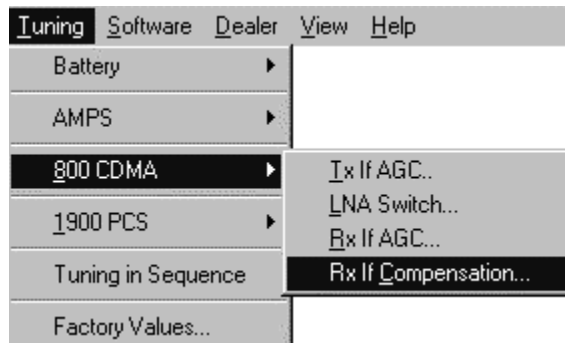 Tuning Software Dealer View Help
Battery
AMPS
800 CDMA
1900 PCS
Tuning in Sequence
Factory Values...
Tx If AGC..
LNA Switch...
Rx If AGC...
Rx If Compensation...